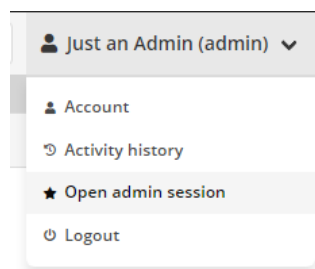 Just an Admin (admin)
Account
Activity history
Open admin session
Logout